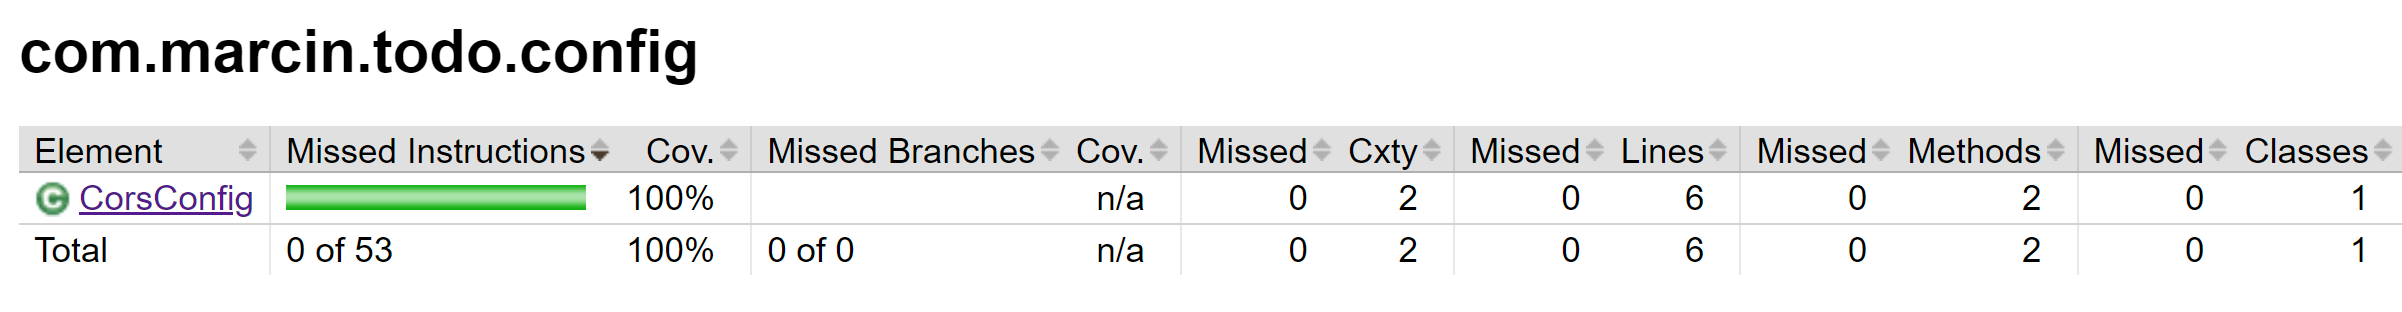 com.marcin.todo.config
Element Missed Instructions Cov. Missed Branches Cov. Missed Cxty Missed Lines Missed Methods Missed Classes
C CorsConfig 100% n/a 0 2 0 6 0 2 0 1
Total 0 of 53 100% 0 of 0 n/a 0 2 0 6 0 2 0 1